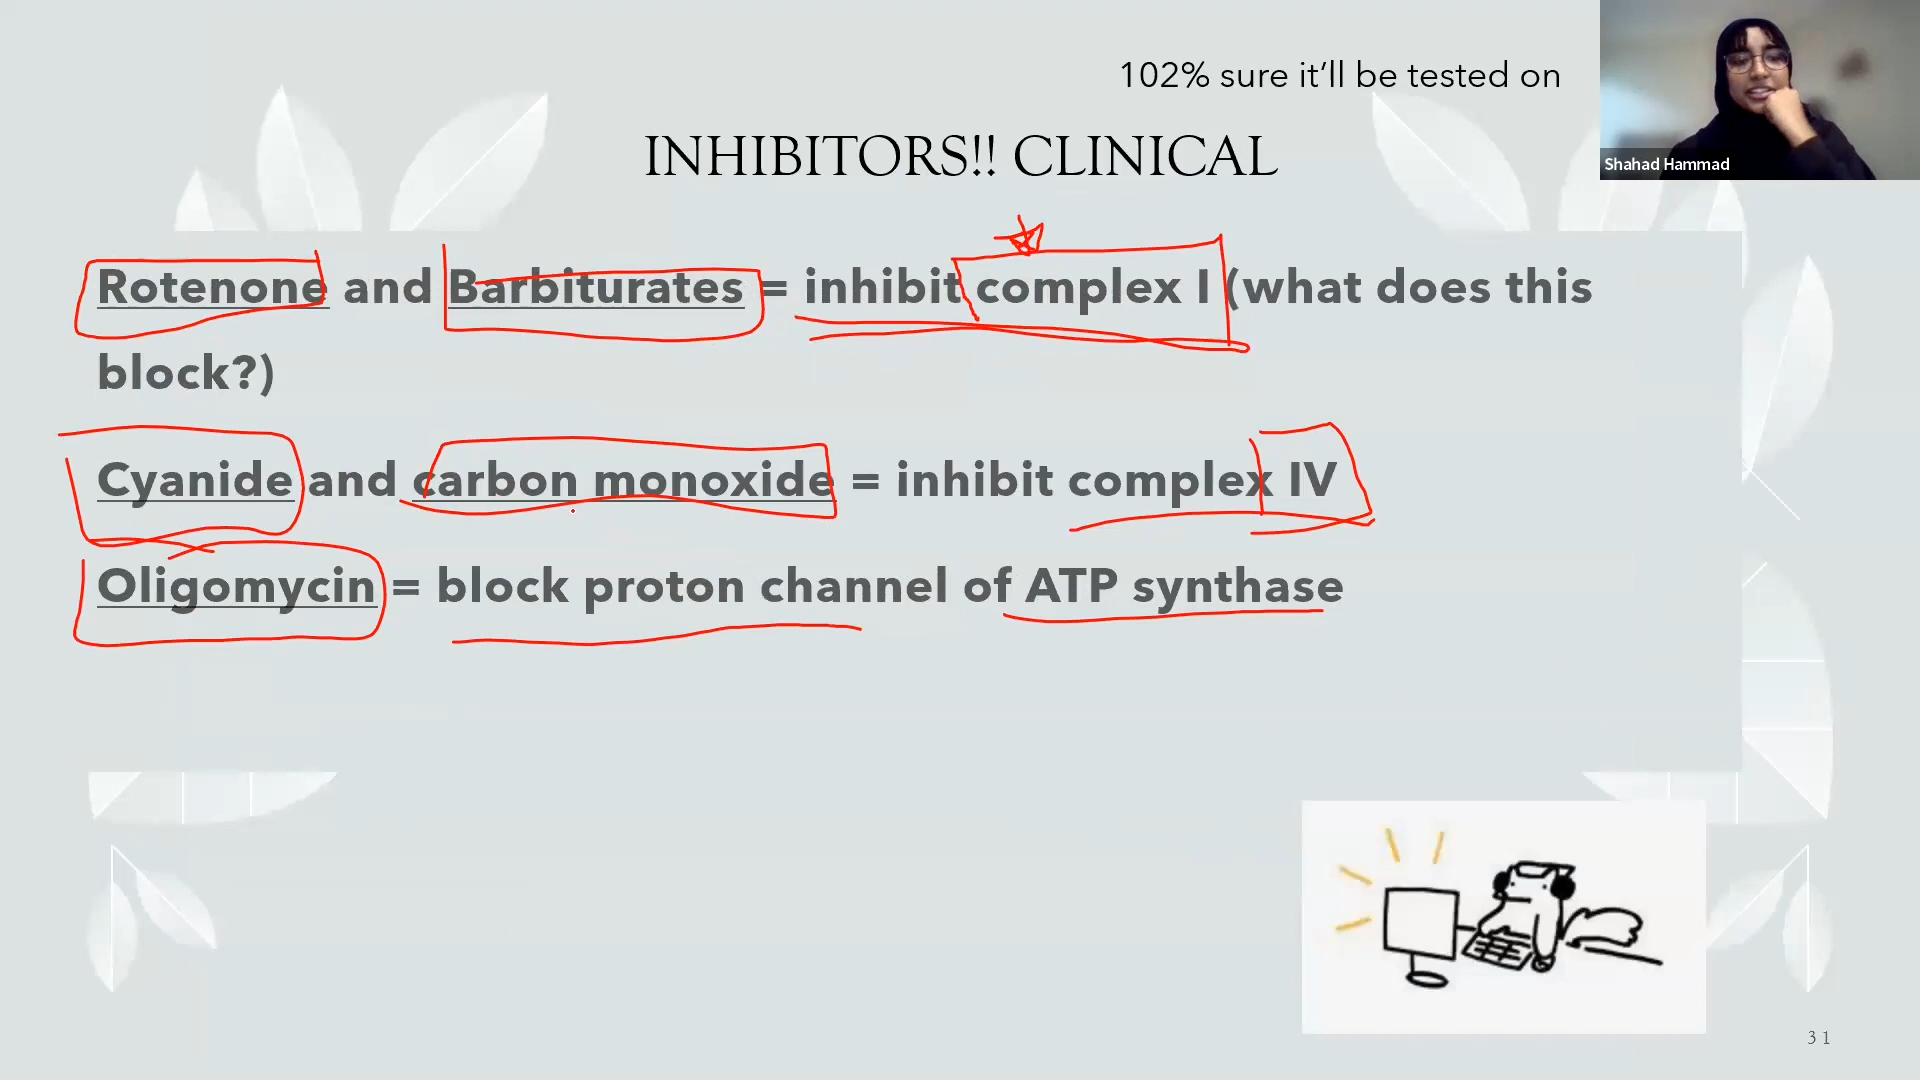 102% sure it'll be tested on
Shahad Hammad
INHIBITORS!! CLINICAL
Rotenone and Barbiturates = inhibit complex I (what does this
block?)
Cyanide and carbon monoxide = inhibit complex IV
Oligomycin = block proton channel of ATP synthase
31